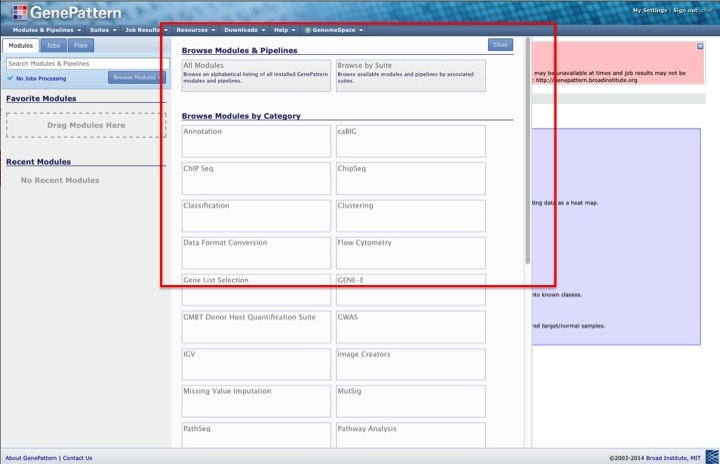 GenePattern
My Settings | Sign out
Modules & Pipelines Suites Job Results Resources Downloads Help GenomeSpace
Modules Jobs Files
Search Modules & Pipelines
No Jobs Processing Browse Modules
Favorite Modules
Drag Modules Here
Recent Modules
No Recent Modules
Browse Modules & Pipelines Close
All Modules
Browse an alphabetical listing of all installed GenePattern
modules and pipelines.
Browse by Suite
Browse available modules and pipelines by associated
suites.
Browse Modules by Category
Annotation caBIG
ChIP Seq ChipSeq
Classification Clustering
Data Format Conversion Flow Cytometry
Gene List Selection GENE-E
GMBT Donor Host Quantification Suite GWAS
IGV Image Creators
Missing Value Imputation MutSig
PathSeq Pathway Analysis
may be unavailable at times and job results may not be
: http://genepattern.broadinstitute.org
ting data as a heat map.
nto known classes.
red target/normal samples.
About GenePattern | Contact Us ©2003-2014 Broad Institute, MIT